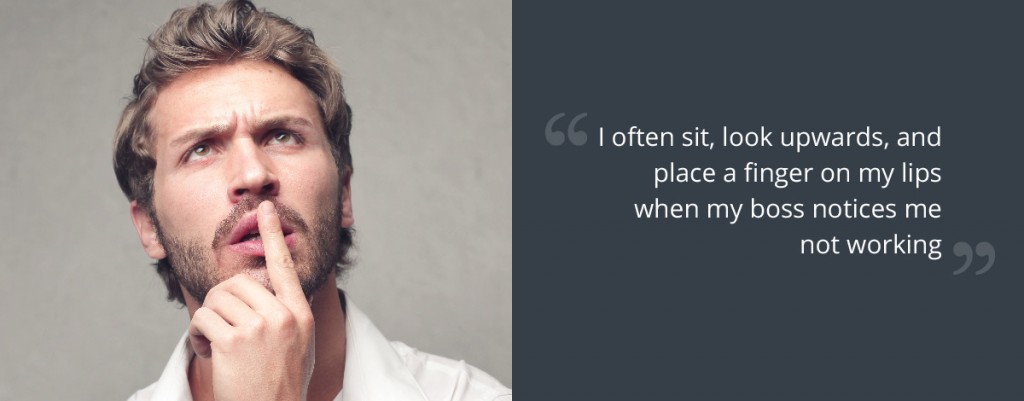 “ I often sit, look upwards, and
place a finger on my lips
when my boss notices me
not working ”